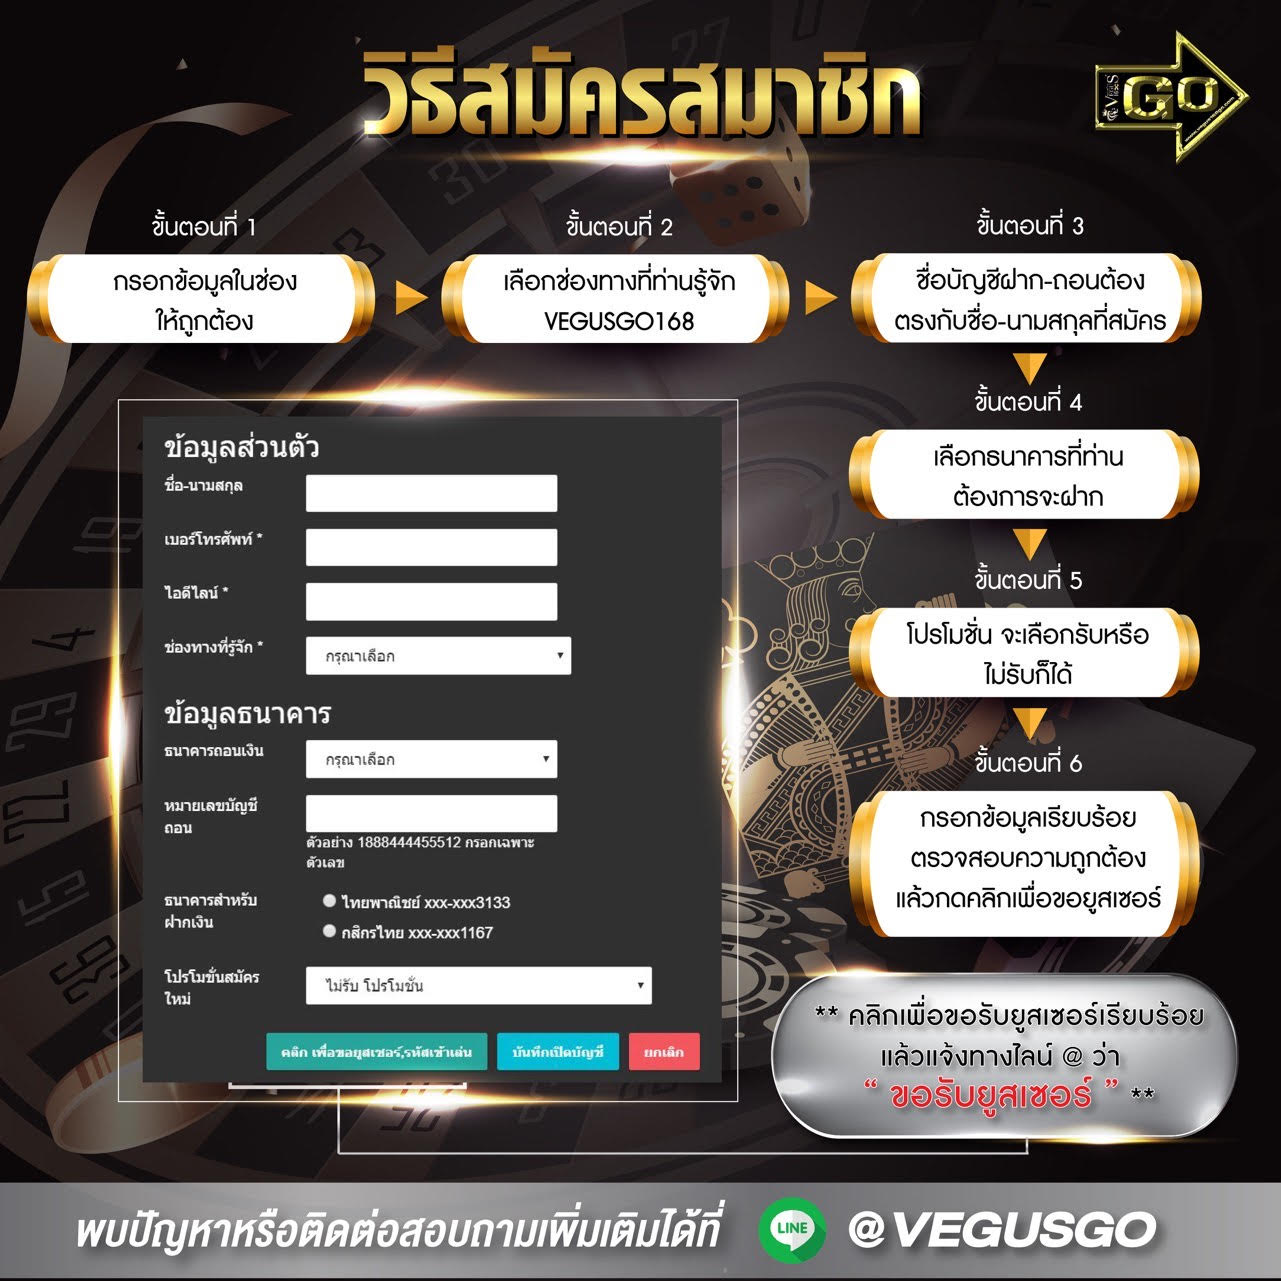 วิธีสมัครสมาชิก
GO
ขั้นตอนที่ 1
กรอกข้อมูลในช่อง
ให้ถูกต้อง
ขั้นตอนที่ 2
เลือกช่องทางที่ท่านรู้จัก
VEGUSGO168
ขั้นตอนที่ 3
ชื่อบัญชีฝาก-ถอนต้อง
ตรงกับชื่อ-นามสกุลที่สมัคร
ขั้นตอนที่ 4
เลือกธนาคารที่ท่าน
ต้องการจะฝาก
ขั้นตอนที่ 5
โปรโมชั่น จะเลือกรับหรือ
ไม่รับก็ได้
ขั้นตอนที่ 6
กรอกข้อมูลเรียบร้อย
ตรวจสอบความถูกต้อง
แล้วกดคลิกเพื่อขอยูสเซอร์
ข้อมูลส่วนตัว
ชื่อ-นามสกุล
เบอร์โทรศัพท์ *
ไอดีไลน์ *
ช่องทางที่รู้จัก *
กรุณาเลือก
ข้อมูลธนาคาร
ธนาคารถอนเงิน
กรุณาเลือก
หมายเลขบัญชี
ถอน
ตัวอย่าง 1888444455512 กรอกเฉพาะ
ตัวเลข
ธนาคารสำหรับ
ฝากเงิน
ไทยพาณิชย์ xxx-xxx3133
กสิกรไทย xxx-xxx1167
โปรโมชั่นสมัคร
ใหม่
ไม่รับ โปรโมชั่น
คลิก เพื่อขอยูสเซอร์,รหัสเข้าเล่น
บันทึกเปิดบัญชี
ยกเลิก
** คลิกเพื่อขอรับยูสเซอร์เรียบร้อย
แล้วแจ้งทางไลน์ @ ว่า
“ ขอรับยูสเซอร์ ” **
พบปัญหาหรือติดต่อสอบถามเพิ่มเติมได้ที่
LINE
@VEGUSGO